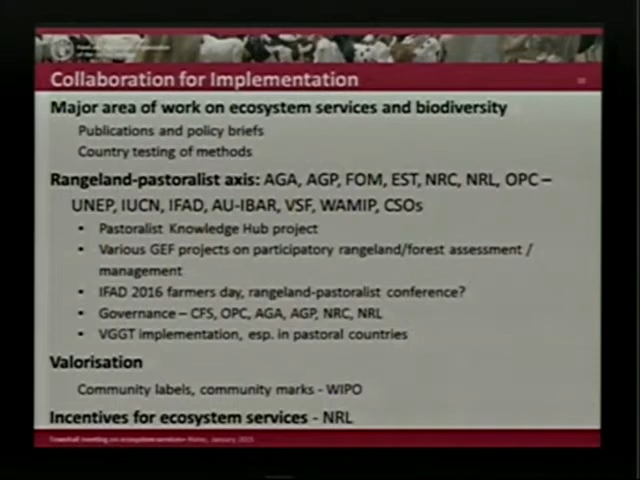 Collaboration for Implementation
Major area of work on ecosystem services and biodiversity
Publications and policy briefs
Country testing of methods
Rangeland-pastoralist axis: AGA, AGP, FOM, EST, NRC, NRL, OPC –
UNEP, IUCN, IFAD, AU-IBAR, VSF, WAMIP, CSOs
• Pastoralist Knowledge Hub project
• Various GEF projects on participatory rangeland/forest assessment /
management
• IFAD 2016 farmers day, rangeland-pastoralist conference?
• Governance – CFS, OPC, AGA, AGP, NRC, NRL
• VGGT implementation, esp. in pastoral countries
Valorisation
Community labels, community marks - WIPO
Incentives for ecosystem services - NRL